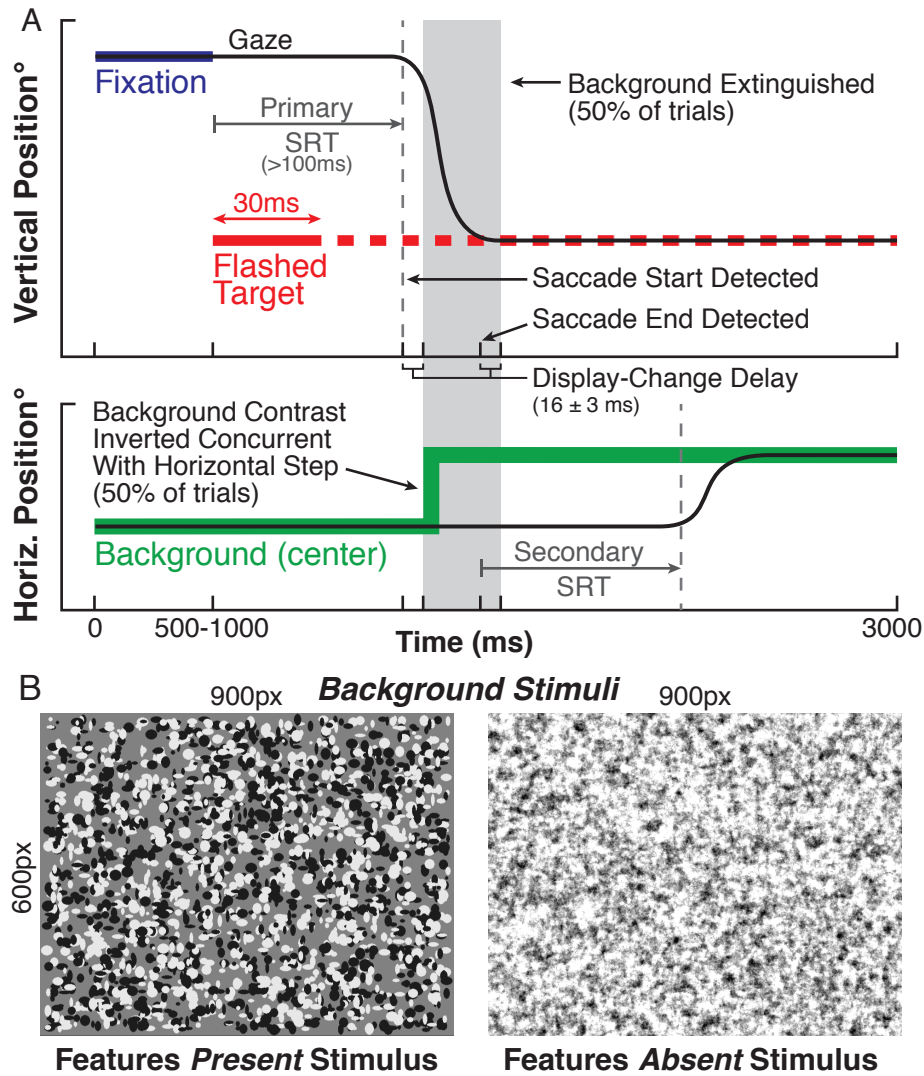 A
Vertical Position°
Gaze
Fixation
Primary
SRT
(>100ms)
Background Extinguished
(50% of trials)
30ms
Flashed
Target
Saccade Start Detected
Saccade End Detected
Display-Change Delay
(16 ± 3 ms)
Horiz. Position°
Background Contrast
Inverted Concurrent
With Horizontal Step
(50% of trials)
Background (center)
Secondary
SRT
0 500-1000 Time (ms) 3000
B
Background Stimuli
900px 900px
600px
Features Present Stimulus
Features Absent Stimulus